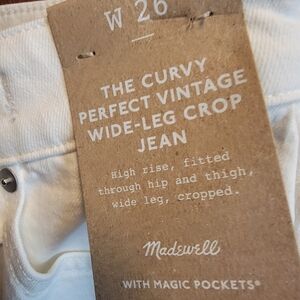 W 26
THE CURVY
PERFECT VINTAGE
WIDE-LEG CROP
JEAN
High rise, fitted
through hip and thigh,
wide leg, cropped.
Madewell
WITH MAGIC POCKETS®